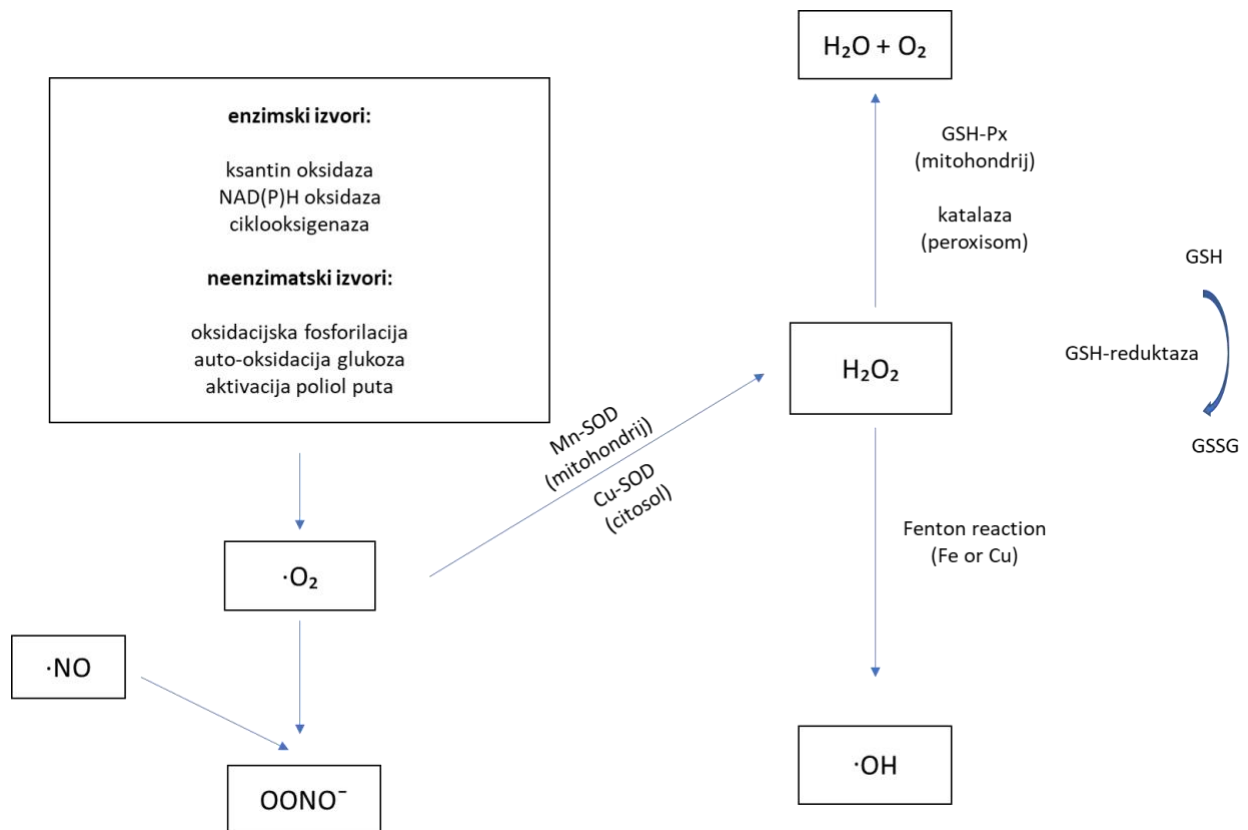 H₂O + O₂
enzimski izvori:
ksantin oksidaza
NAD(P)H oksidaza
ciklooksigenaza
neenzimatski izvori:
oksidacijska fosforilacija
auto-oksidacija glukoza
aktivacija poliol puta
GSH-Px
(mitohondrij)
katalaza
(peroxisom)
GSH
GSH-reduktaza
GSSG
H₂O₂
Mn-SOD
(mitohondrij)
Cu-SOD
(citosol)
Fenton reaction
(Fe or Cu)
·O₂
·NO
OONO⁻
·OH